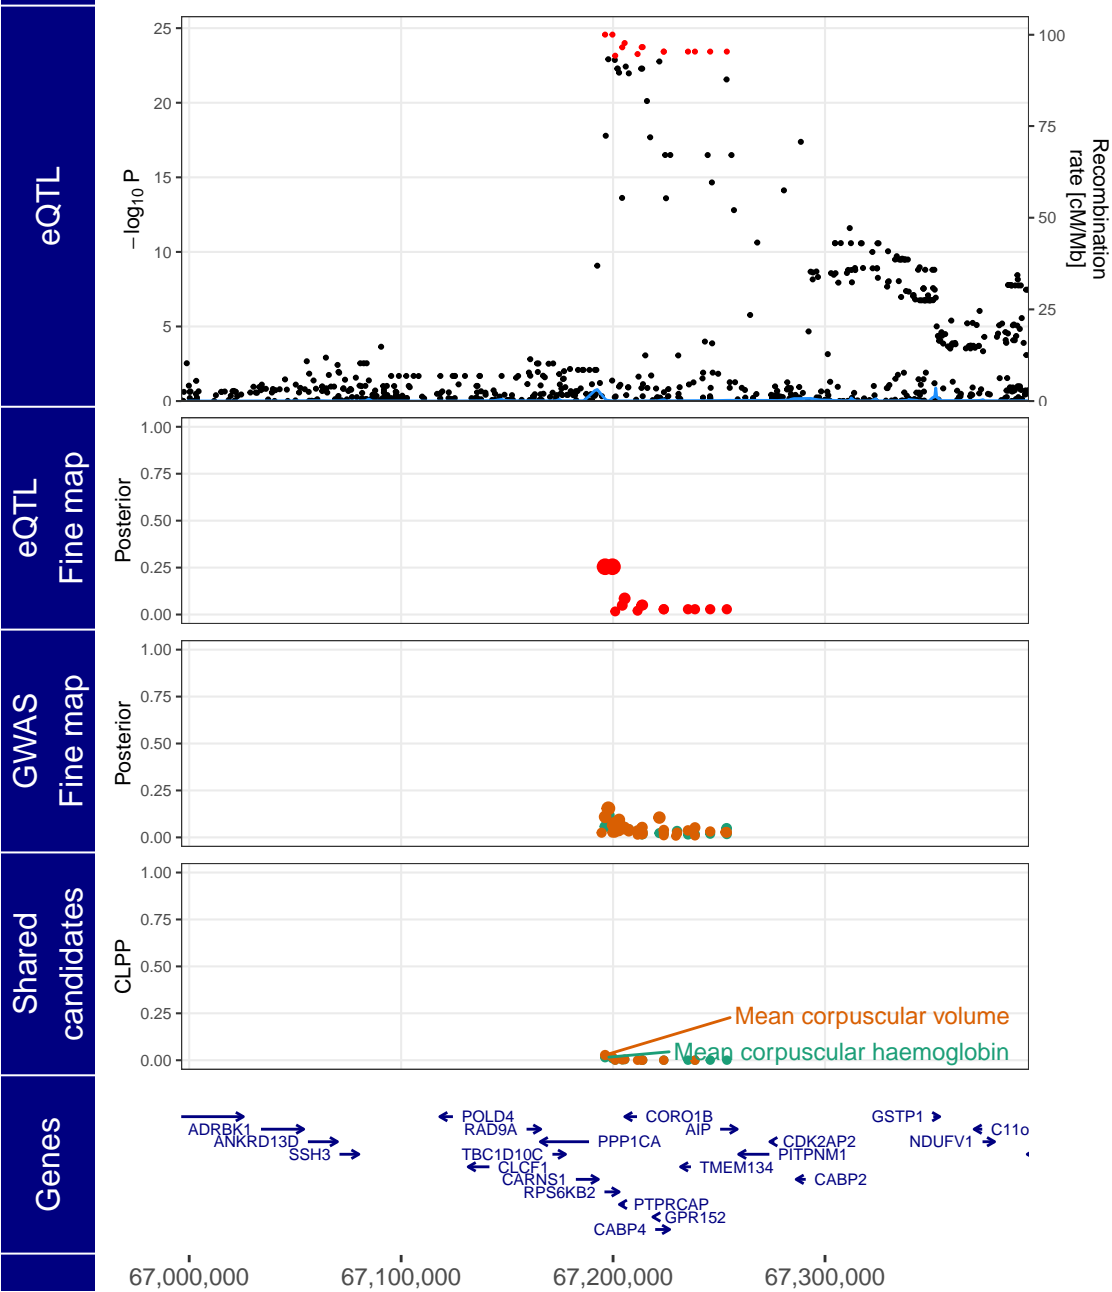 eQTL
− log10 P
25
20
15
10
5
0
100
75
50
25
0
Recombination
rate [cM/Mb]
eQTL
Fine map
Posterior
1.00
0.75
0.50
0.25
0.00
GWAS
Fine map
Posterior
1.00
0.75
0.50
0.25
0.00
Shared
candidates
CLPP
1.00
0.75
0.50
0.25
0.00
Mean corpuscular volume
Mean corpuscular haemoglobin
Genes
POLD4 CORO1B GSTP1
ADRBK1 RAD9A AIP C11o
ANKRD13D PPP1CA CDK2AP2 NDUFV1
SSH3 TBC1D10C PITPNM1
CLCF1 TMEM134
CARNS1 CABP2
RPS6KB2
PTPRCAP
GPR152
CABP4
67,000,000 67,100,000 67,200,000 67,300,000